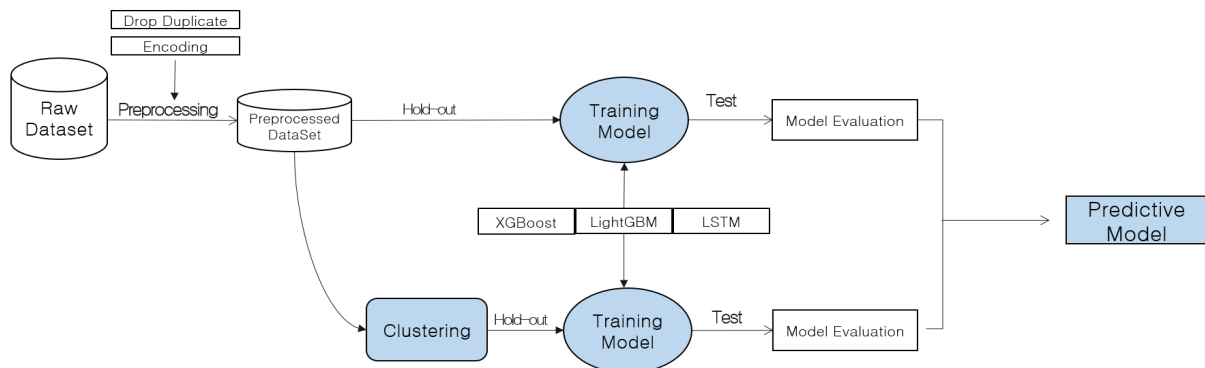 Drop Duplicate
Encoding
Raw
Dataset
Preprocessing
Preprocessed
DataSet
Hold-out
Training
Model
Test
Model Evaluation
XGBoost
LightGBM
LSTM
Predictive
Model
Clustering
Hold-out
Training
Model
Test
Model Evaluation